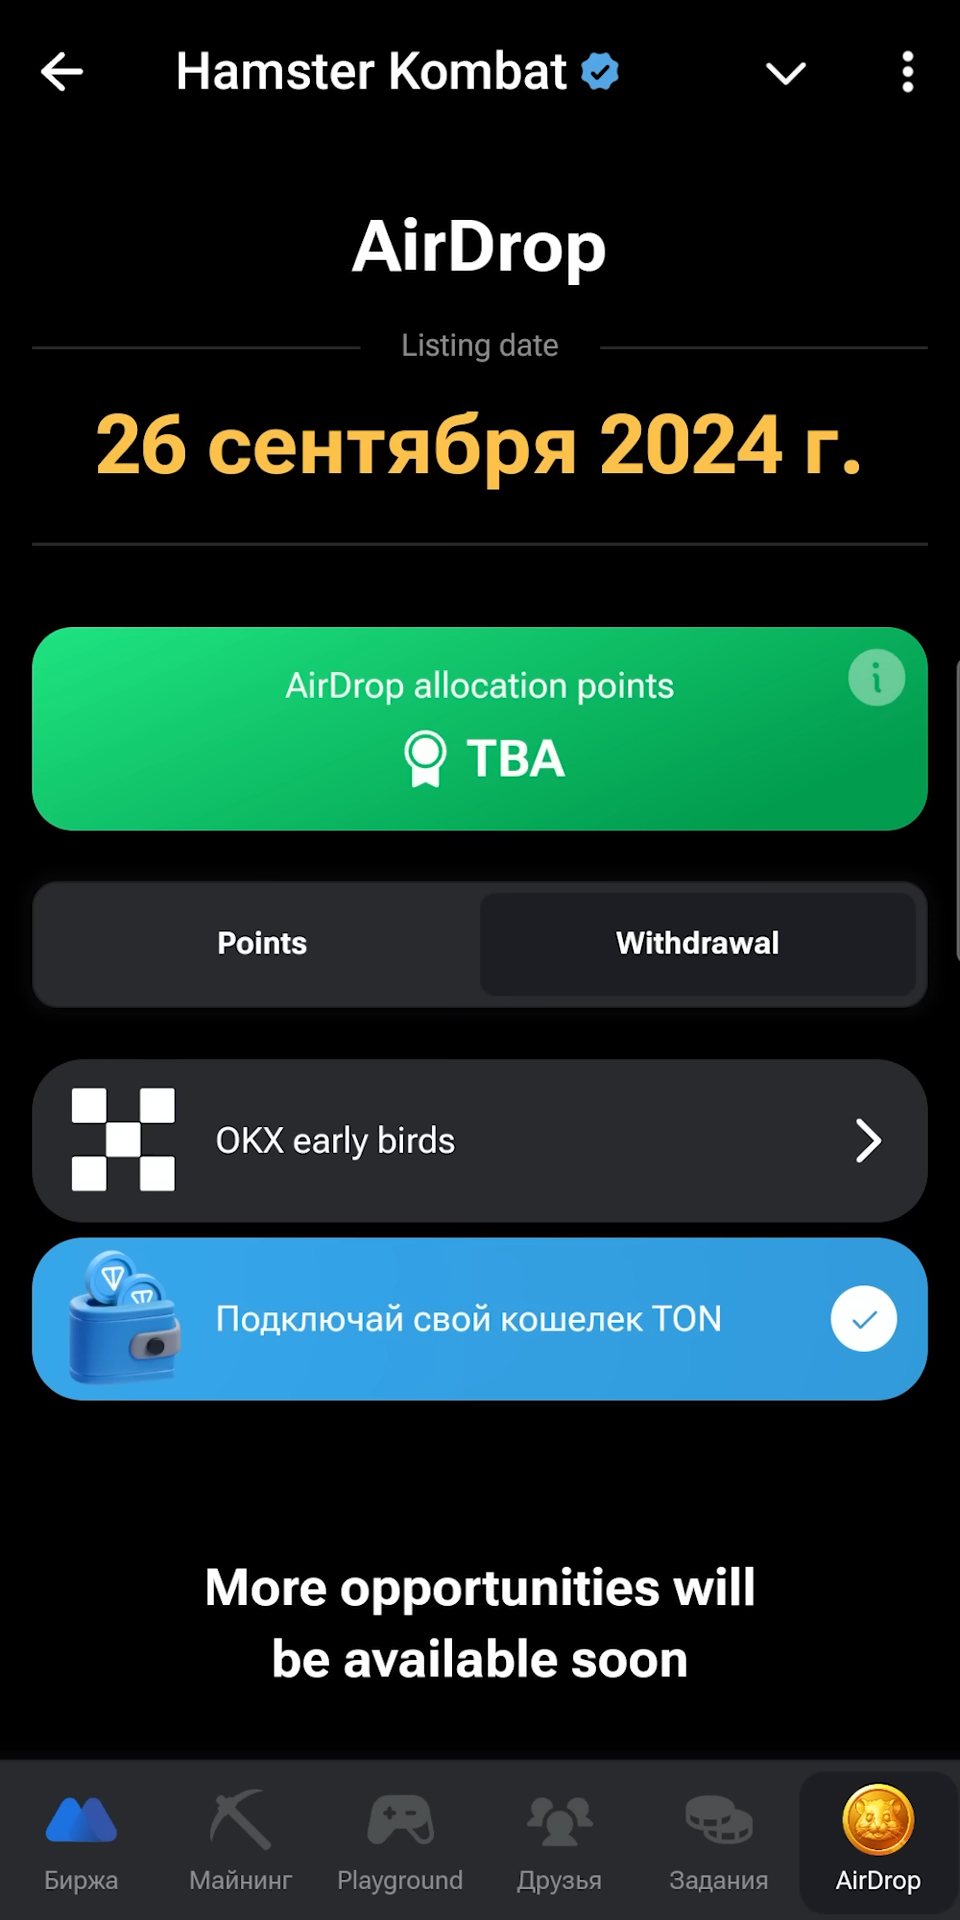 Hamster Kombat
AirDrop
Listing date
26 сентября 2024 г.
AirDrop allocation points
TBA
Points
Withdrawal
OKX early birds
Подключай свой кошелек TON
More opportunities will
be available soon
Биржа
Майнинг
Playground
Друзья
Задания
AirDrop